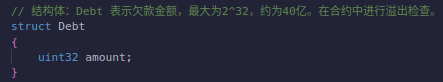 // 结构体：Debt 表示欠款金额，最大为2^32，约为40亿。在合约中进行溢出检查。
struct Debt
{
    uint32 amount;
}